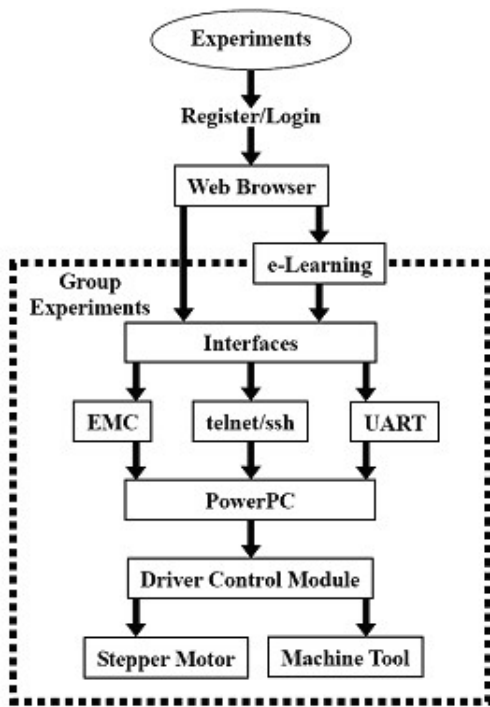 Experiments
Register/Login
Web Browser
e-Learning
Group
Experiments
Interfaces
EMC
telnet/ssh
UART
PowerPC
Driver Control Module
Stepper Motor
Machine Tool